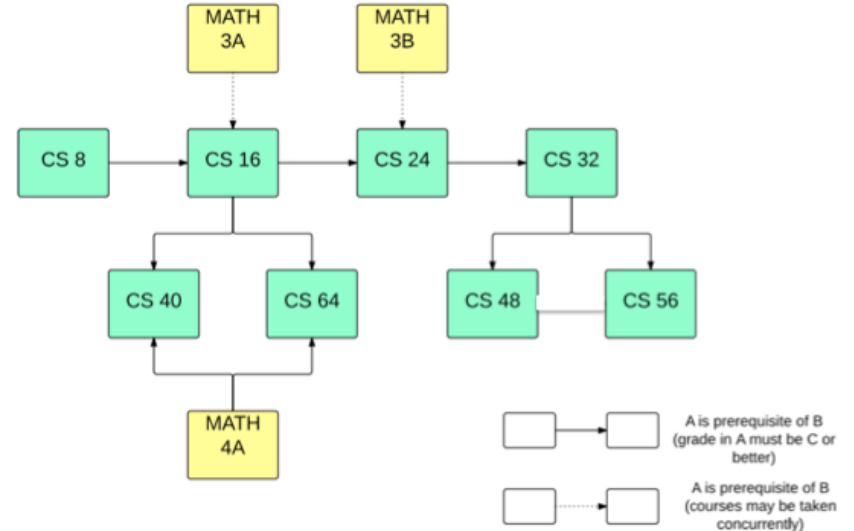 MATH
3A
MATH
3B
CS 8
CS 16
CS 24
CS 32
CS 40
CS 64
CS 48
CS 56
MATH
4A
A is prerequisite of B
(grade in A must be C or
better)
A is prerequisite of B
(courses may be taken
concurrently)